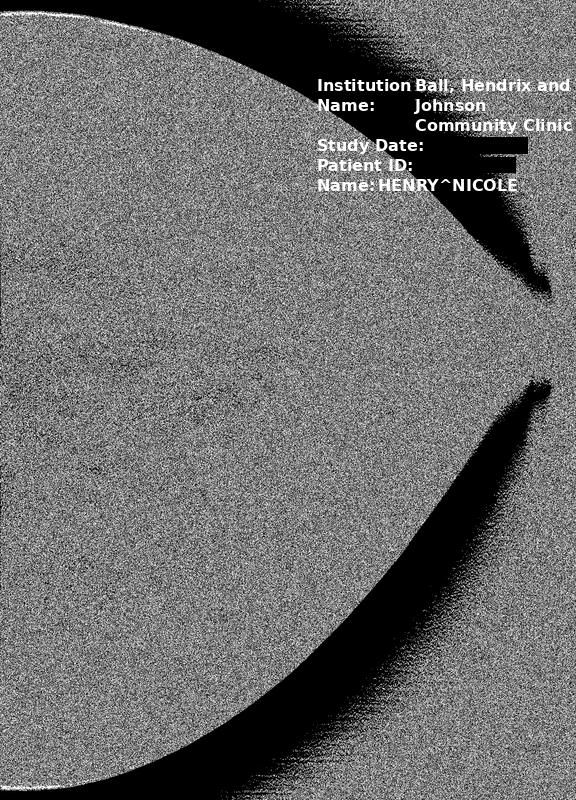 Institution Ball, Hendrix and
Name: Johnson
Community Clinic
Study Date:
Patient ID:
Name: HENRY^NICOLE